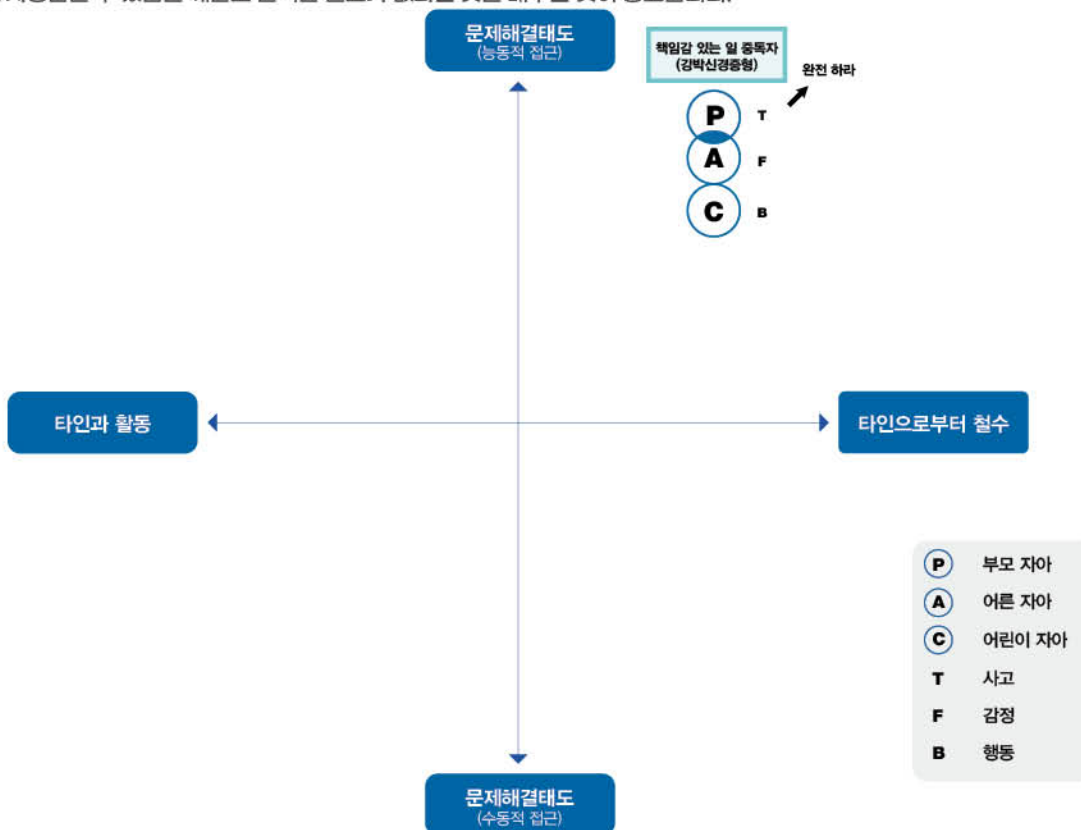 문제해결태도
(능동적 접근)
책임감 있는 일 중독자
(강박신경증형)
완전 하라
P T
A F
C B
타인과 활동
타인으로부터 철수
P 부모 자아
A 어른 자아
C 어린이 자아
T 사고
F 감정
B 행동
문제해결태도
(수동적 접근)